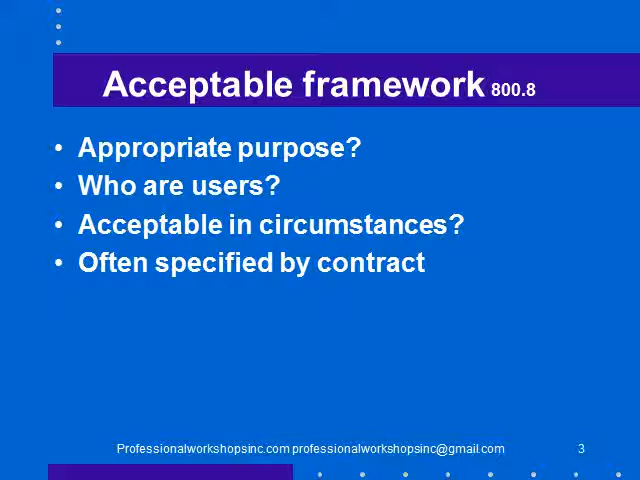 Acceptable framework 800.8
• Appropriate purpose?
• Who are users?
• Acceptable in circumstances?
• Often specified by contract
Professionalworkshopsinc.com professionalworkshopsinc@gmail.com 3